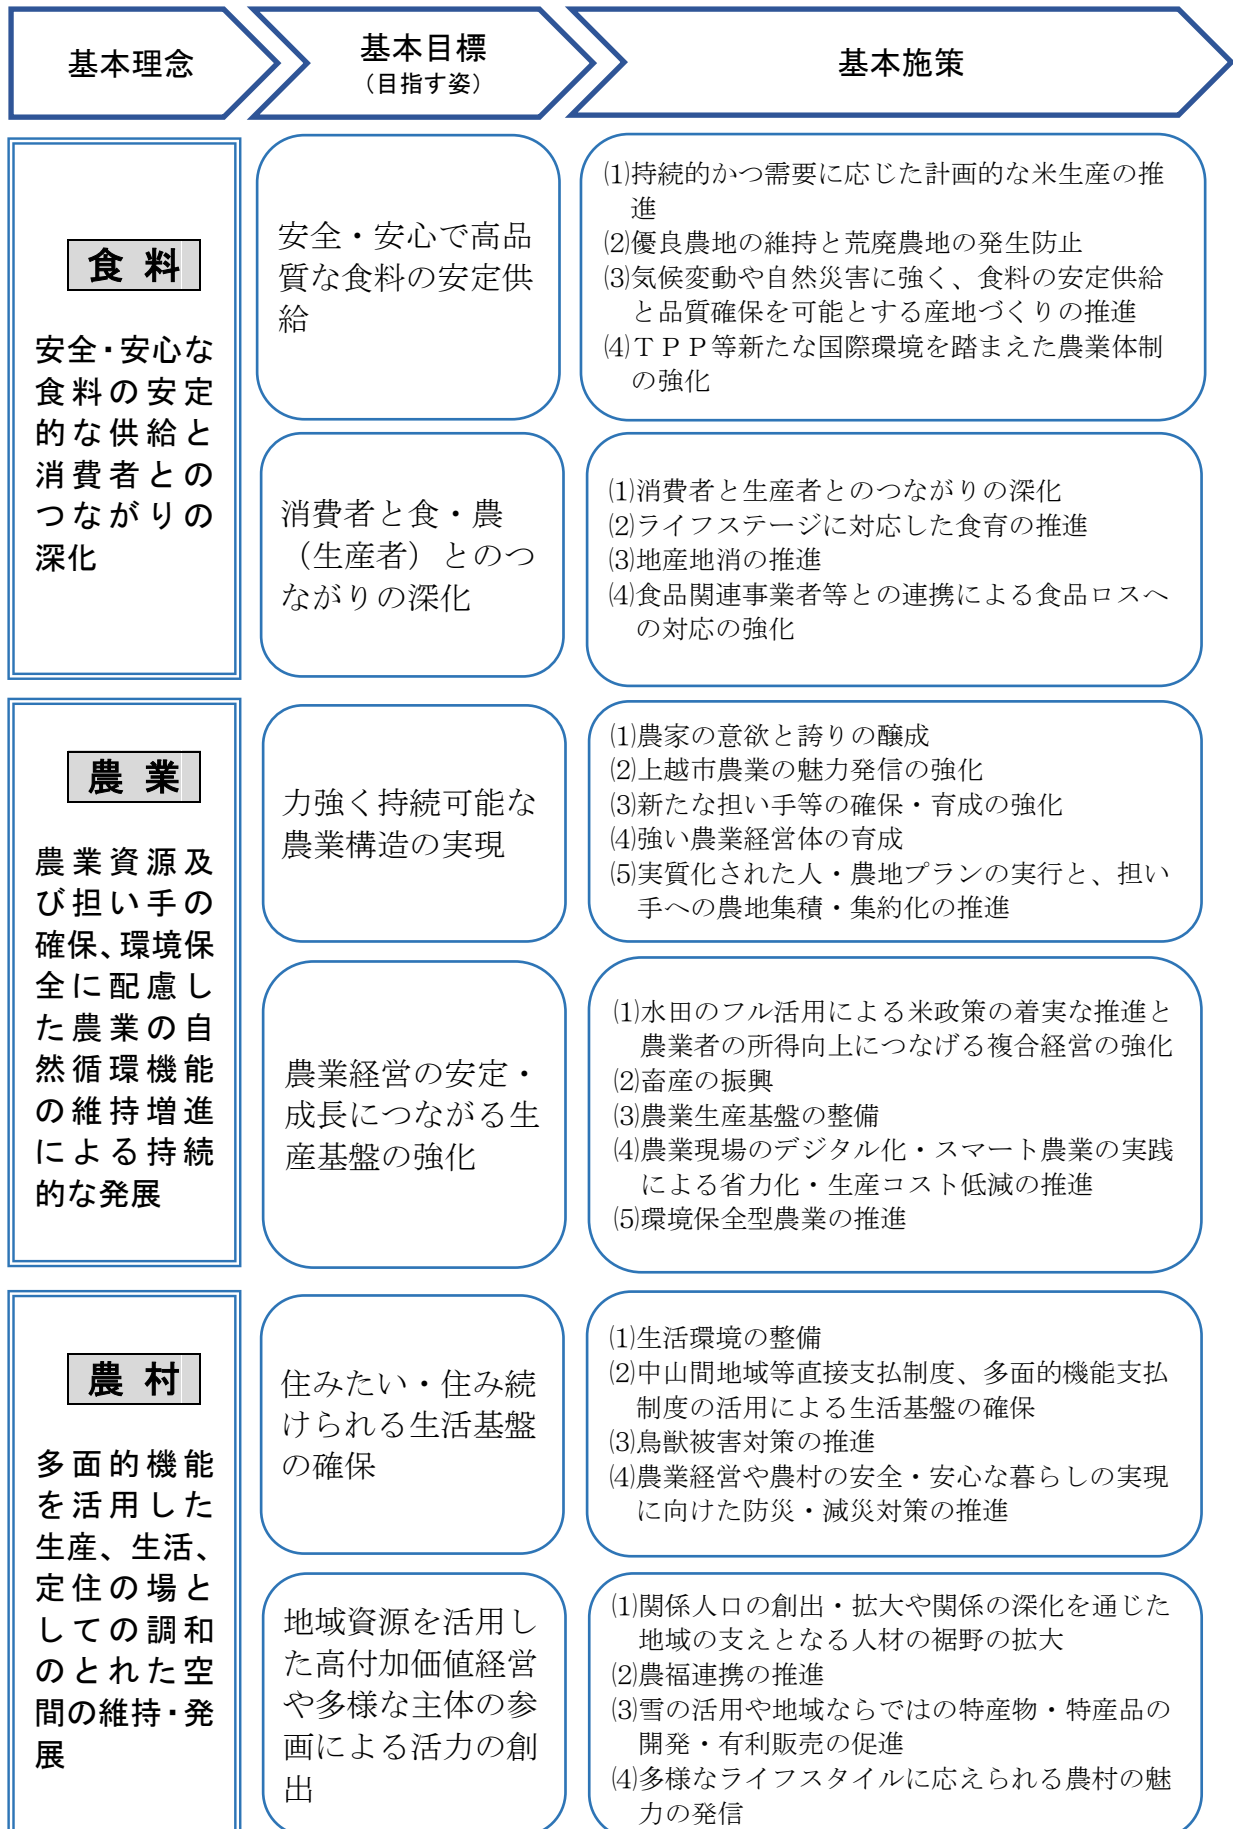 基本理念
基本目標
（目指す姿）
基本施策
食 料
安全・安心な
食料の安定
的な供給と
消費者との
つながりの
深化
安全・安心で高品
質な食料の安定供
給
⑴持続的かつ需要に応じた計画的な米生産の推
進
⑵優良農地の維持と荒廃農地の発生防止
⑶気候変動や自然災害に強く、食料の安定供給
と品質確保を可能とする産地づくりの推進
⑷ＴＰＰ等新たな国際環境を踏まえた農業体制
の強化
消費者と食・農
（生産者）とのつ
ながりの深化
⑴消費者と生産者とのつながりの深化
⑵ライフステージに対応した食育の推進
⑶地産地消の推進
⑷食品関連事業者等との連携による食品ロスへ
の対応の強化
農 業
農業資源及
び担い手の
確保、環境保
全に配慮し
た農業の自
然循環機能
の維持増進
による持続
的な発展
力強く持続可能な
農業構造の実現
⑴農家の意欲と誇りの醸成
⑵上越市農業の魅力発信の強化
⑶新たな担い手等の確保・育成の強化
⑷強い農業経営体の育成
⑸実質化された人・農地プランの実行と、担い
手への農地集積・集約化の推進
農業経営の安定・
成長につながる生
産基盤の強化
⑴水田のフル活用による米政策の着実な推進と
農業者の所得向上につなげる複合経営の強化
⑵畜産の振興
⑶農業生産基盤の整備
⑷農業現場のデジタル化・スマート農業の実践
による省力化・生産コスト低減の推進
⑸環境保全型農業の推進
農 村
多面的機能
を活用した
生産、生活、
定住の場と
しての調和
のとれた空
間の維持・発
展
住みたい・住み続
けられる生活基盤
の確保
⑴生活環境の整備
⑵中山間地域等直接支払制度、多面的機能支払
制度の活用による生活基盤の確保
⑶鳥獣被害対策の推進
⑷農業経営や農村の安全・安心な暮らしの実現
に向けた防災・減災対策の推進
地域資源を活用し
た高付加価値経営
や多様な主体の参
画による活力の創
出
⑴関係人口の創出・拡大や関係の深化を通じた
地域の支えとなる人材の裾野の拡大
⑵農福連携の推進
⑶雪の活用や地域ならではの特産物・特産品の
開発・有利販売の促進
⑷多様なライフスタイルに応えられる農村の魅
力の発信